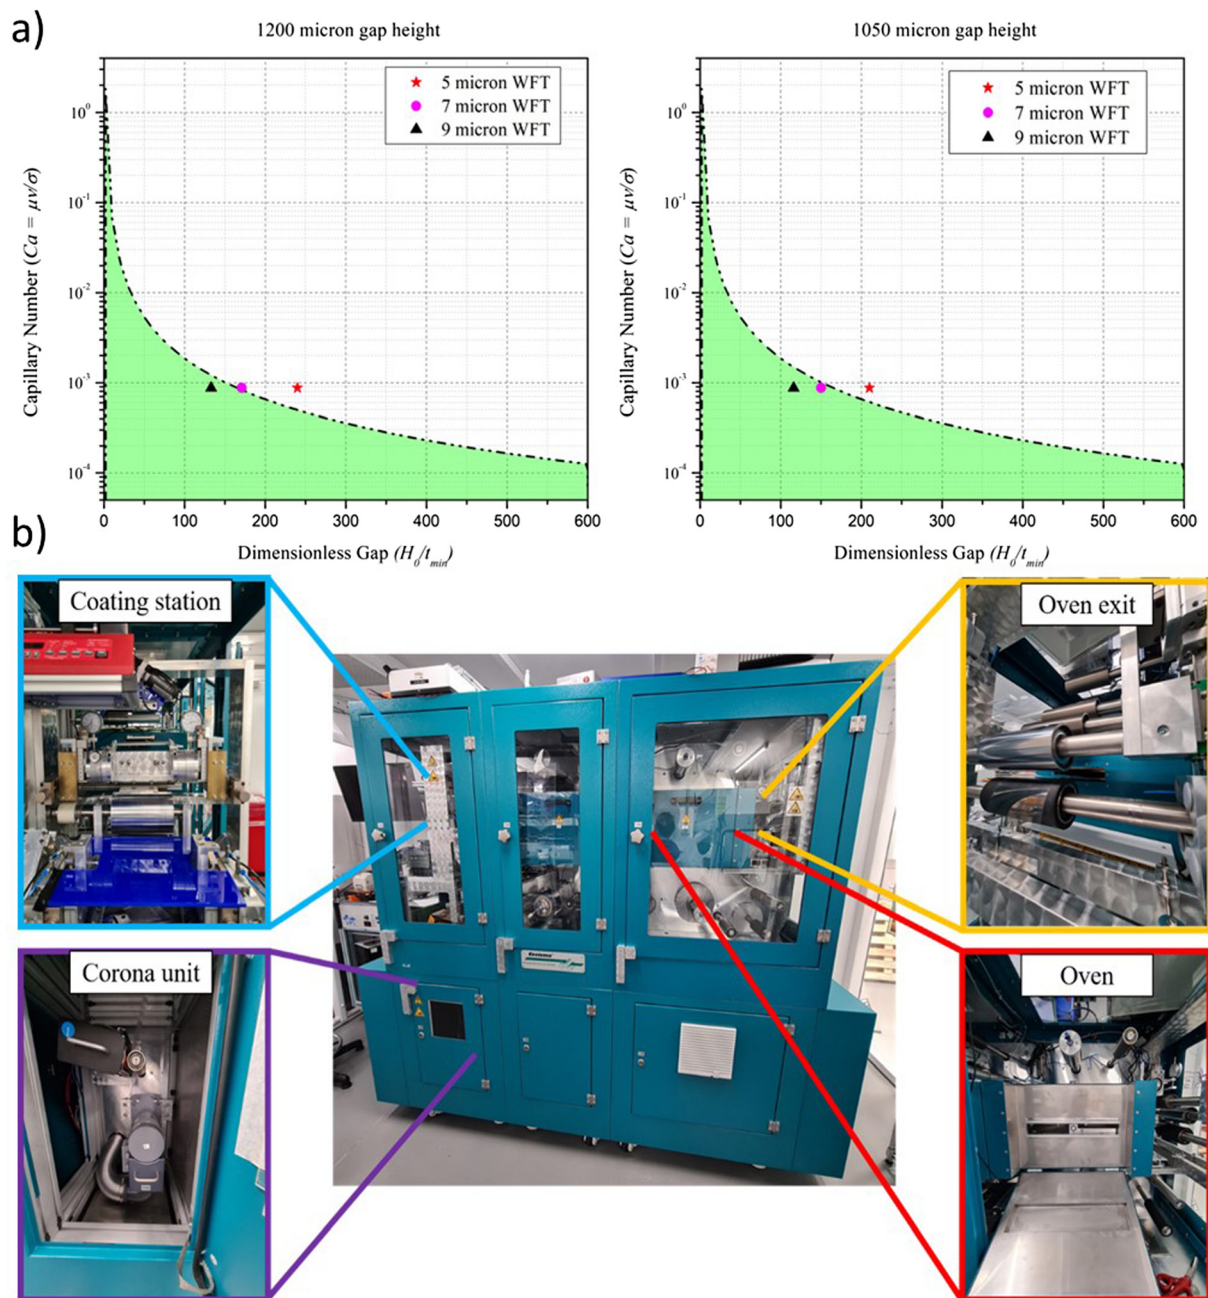 a)
1200 micron gap height
1050 micron gap height
Capillary Number (Ca = μv/σ)
10⁰
10⁻¹
10⁻²
10⁻³
10⁻⁴
5 micron WFT
7 micron WFT
9 micron WFT
0 100 200 300 400 500 600
Dimensionless Gap (H₀/tₘᵢₙ)
Capillary Number (Ca = μv/σ)
10⁰
10⁻¹
10⁻²
10⁻³
10⁻⁴
5 micron WFT
7 micron WFT
9 micron WFT
0 100 200 300 400 500 600
Dimensionless Gap (H₀/tₘᵢₙ)
b)
Coating station
Oven exit
Corona unit
Oven